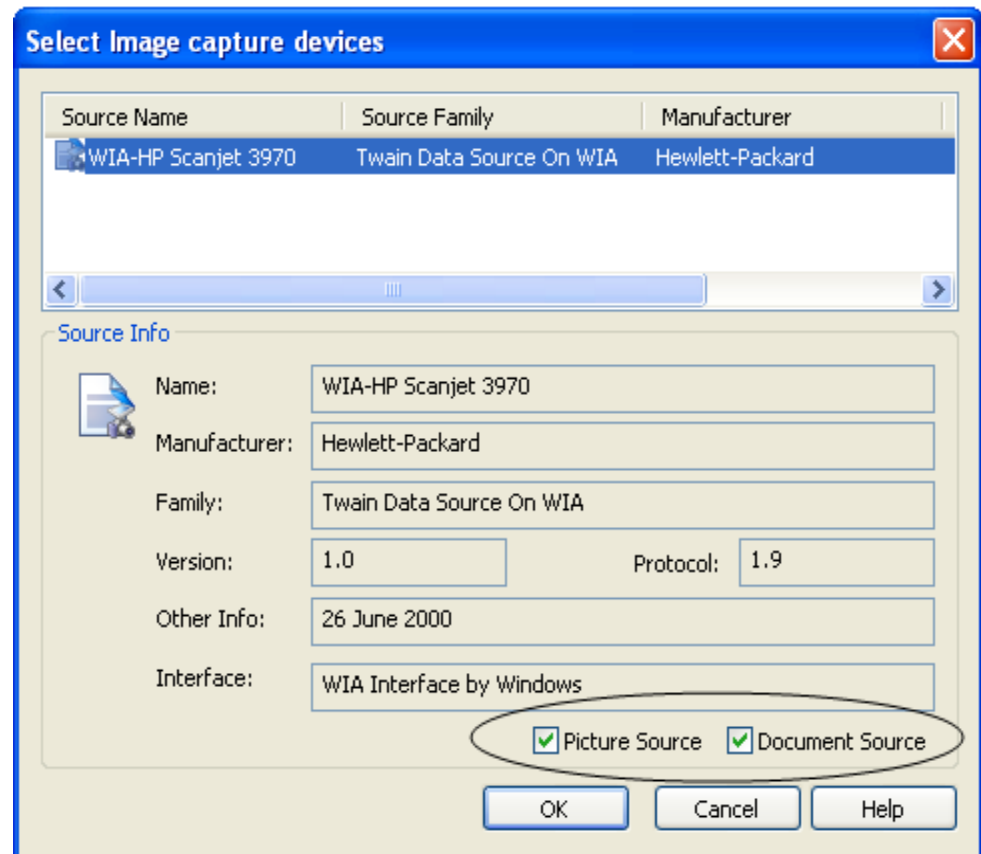 Select Image capture devices
Source Name Source Family Manufacturer
WIA-HP Scanjet 3970 Twain Data Source On WIA Hewlett-Packard
Source Info
Name: WIA-HP Scanjet 3970
Manufacturer: Hewlett-Packard
Family: Twain Data Source On WIA
Version: 1.0 Protocol: 1.9
Other Info: 26 June 2000
Interface: WIA Interface by Windows
Picture Source Document Source
OK Cancel Help